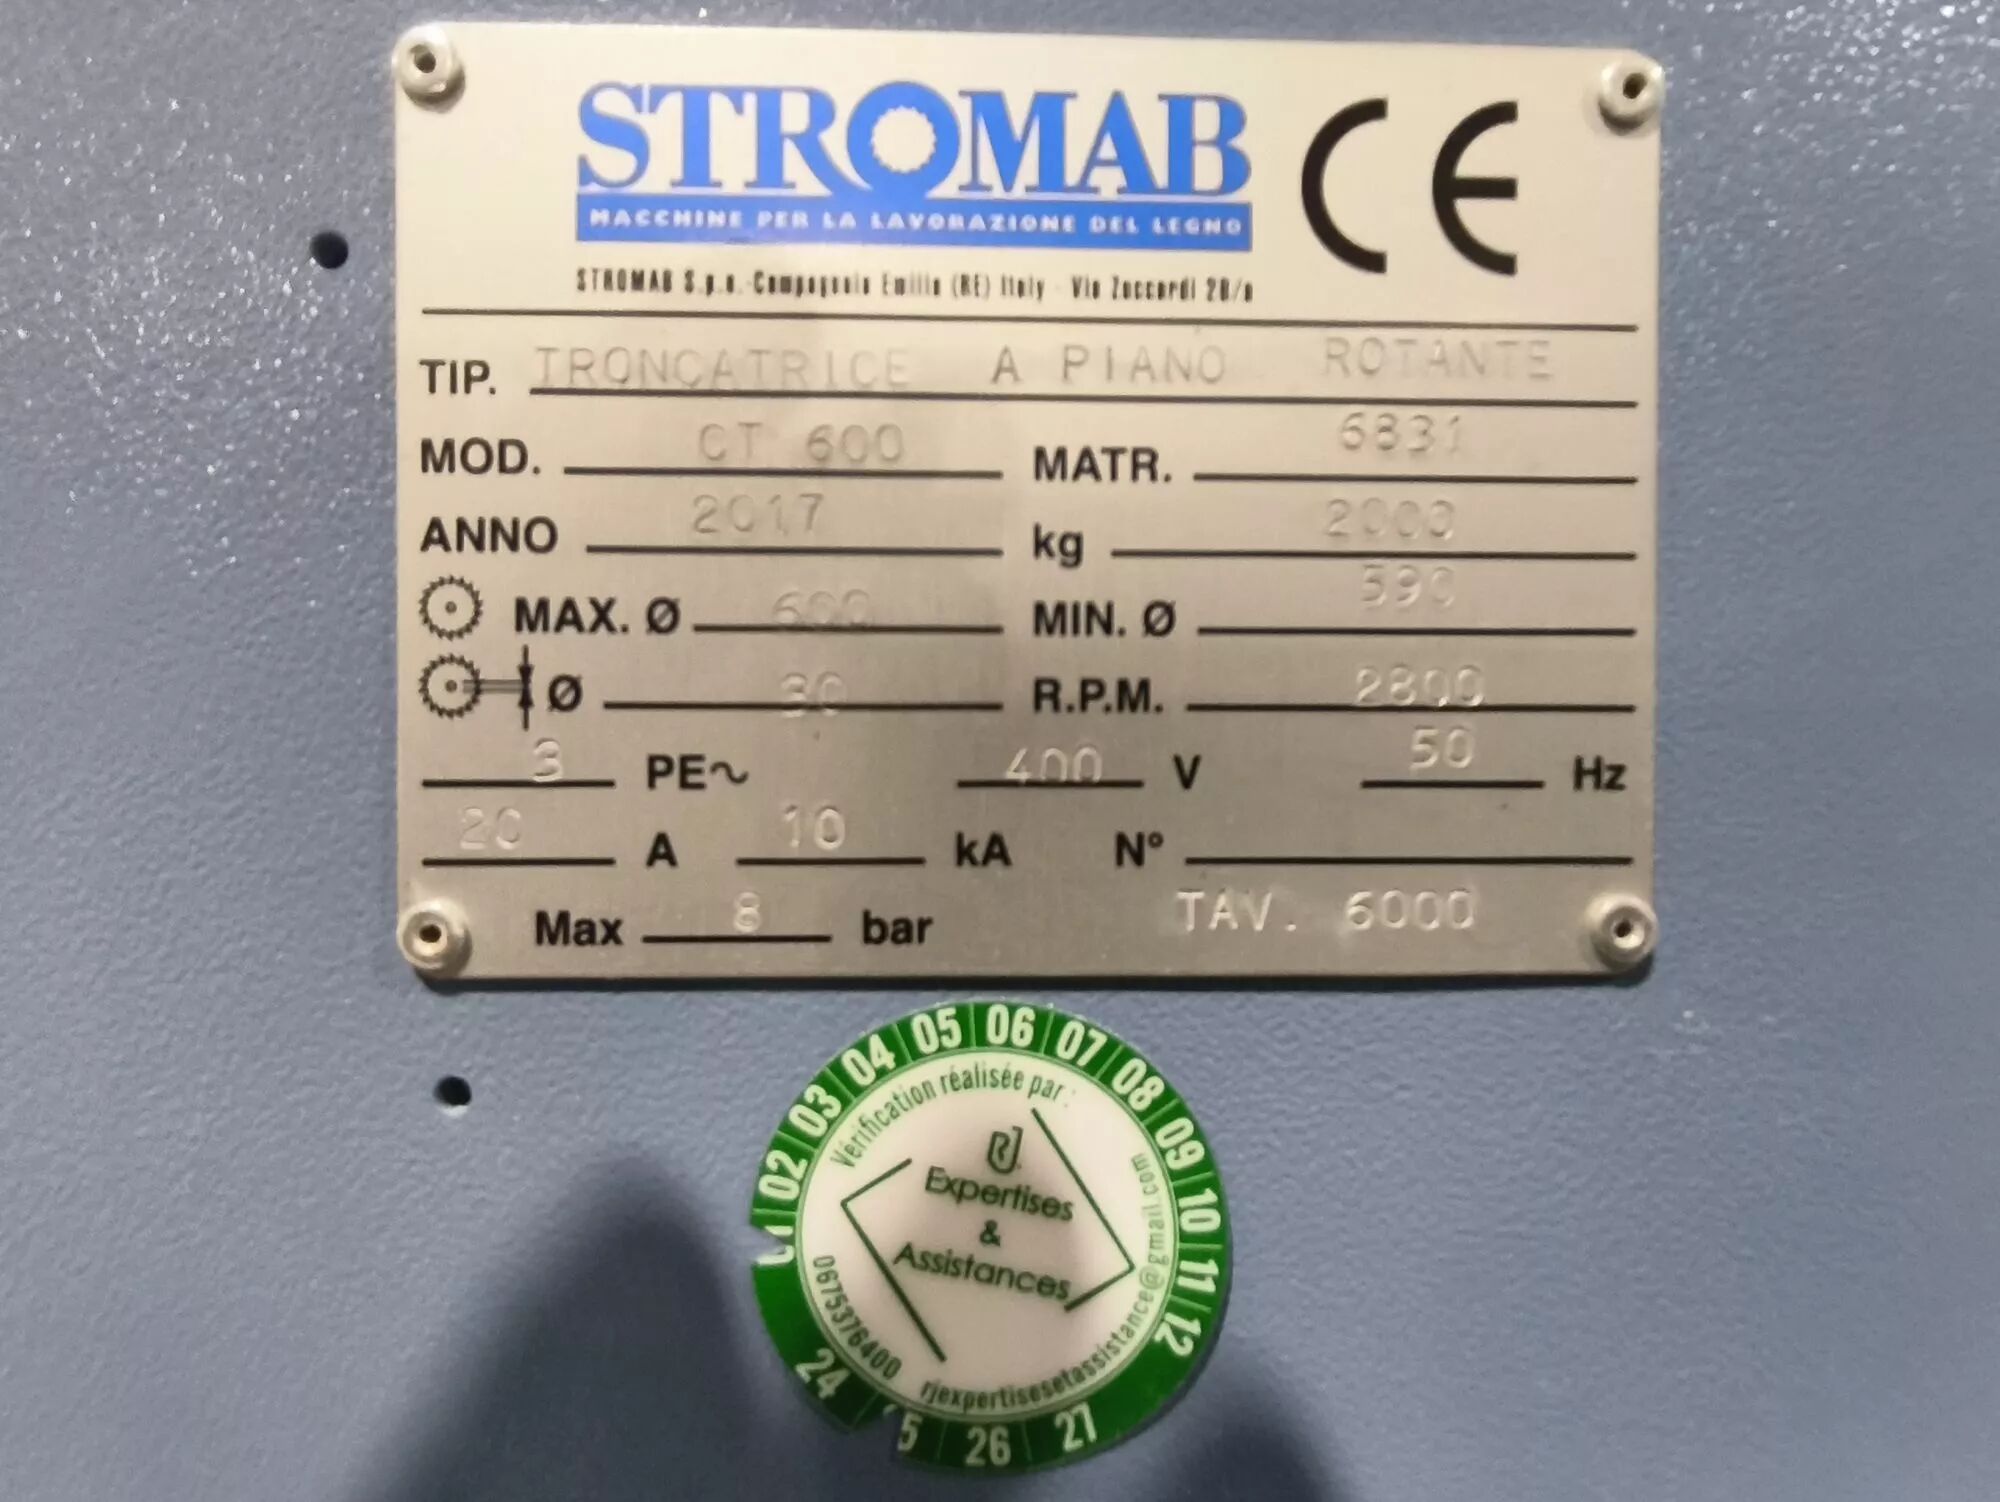 STROMAB
MACCHINE PER LA LAVORAZIONE DEL LEGNO
CE
STROMAB S.p.a. - Campagnola Emilia (RE) Italy - Via Zuccardi 28/a
TIP. TRONCATRICE A PIANO ROTANTE
MOD. CT 600 MATR. 6831
ANNO 2017 kg 2000
MAX. Ø 600 MIN. Ø 590
Ø 30 R.P.M. 2800
3 PE~ 400 V 50 Hz
20 A 10 kA N°
Max 8 bar TAV. 6000
01 02 03 04 05 06 07 08 09 10 11 12
Vérification réalisée par :
RJ
Expertises
&
Assistances
0675376400
rjexpertisesetassistance@gmail.com
24 5 26 27